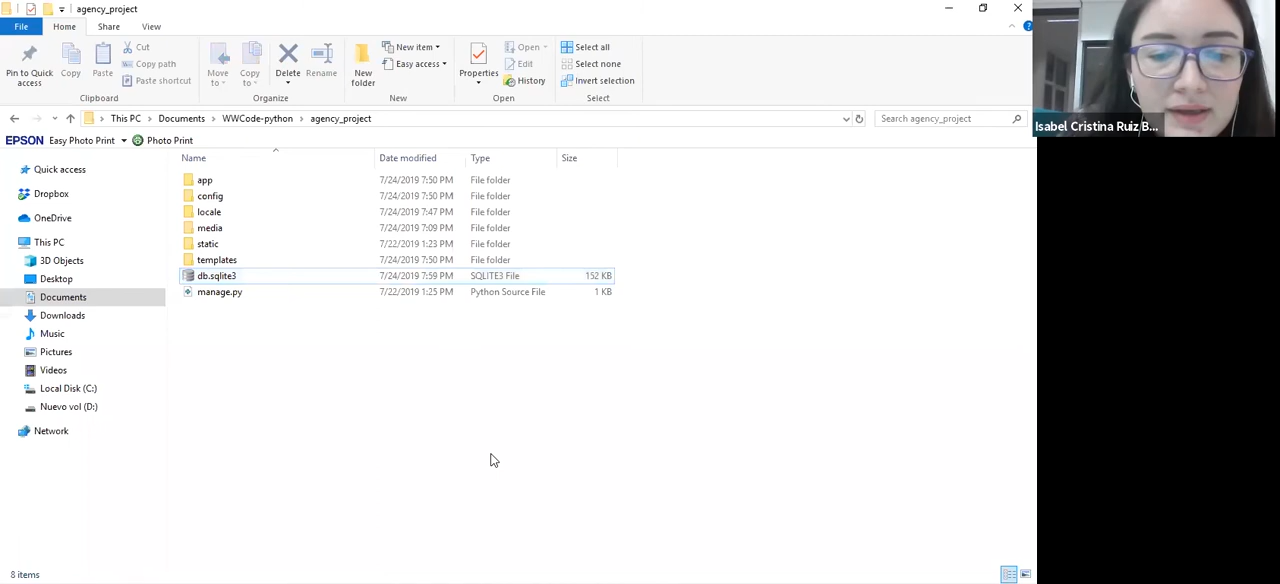 agency_project
File Home Share View
Pin to Quick access
Copy
Paste
Cut
Copy path
Paste shortcut
Clipboard
Move to
Copy to
Delete
Rename
Organize
New folder
New item
Easy access
New
Properties
Open
Edit
History
Open
Select all
Select none
Invert selection
Select
This PC > Documents > WWCode-python > agency_project
Search agency_project
EPSON Easy Photo Print Photo Print
Name Date modified Type Size
app 7/24/2019 7:50 PM File folder
config 7/24/2019 7:50 PM File folder
locale 7/24/2019 7:47 PM File folder
media 7/24/2019 7:09 PM File folder
static 7/22/2019 1:23 PM File folder
templates 7/24/2019 7:50 PM File folder
db.sqlite3 7/24/2019 7:59 PM SQLITE3 File 152 KB
manage.py 7/22/2019 1:25 PM Python Source File 1 KB
Quick access
Dropbox
OneDrive
This PC
3D Objects
Desktop
Documents
Downloads
Music
Pictures
Videos
Local Disk (C:)
Nuevo vol (D:)
Network
8 items
Isabel Cristina Ruiz B...